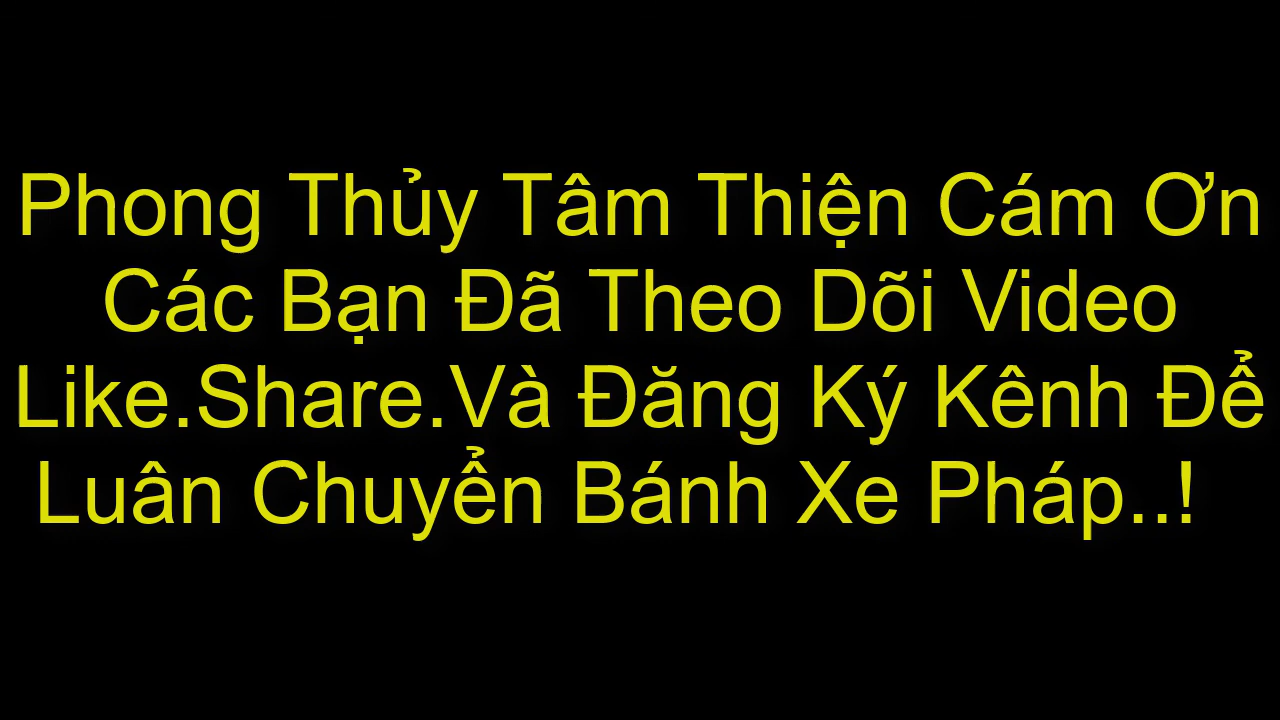 Phong Thủy Tâm Thiện Cám Ơn
Các Bạn Đã Theo Dõi Video
Like.Share.Và Đăng Ký Kênh Để
Luân Chuyển Bánh Xe Pháp..!